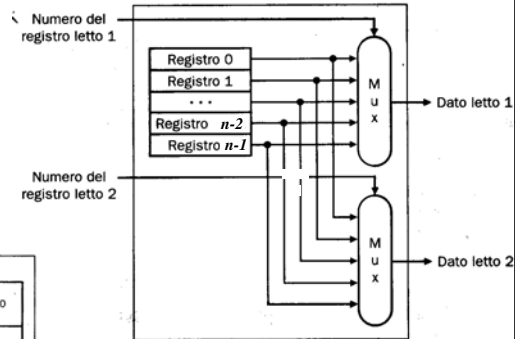 Numero del
registro letto 1
Registro 0
Registro 1
...
Registro n-2
Registro n-1
M
u
x
Dato letto 1
Numero del
registro letto 2
M
u
x
Dato letto 2
o